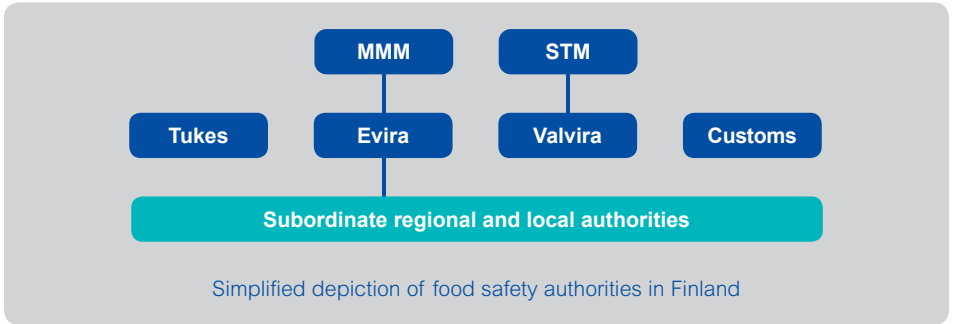 MMM
STM
Tukes
Evira
Valvira
Customs
Subordinate regional and local authorities
Simplified depiction of food safety authorities in Finland